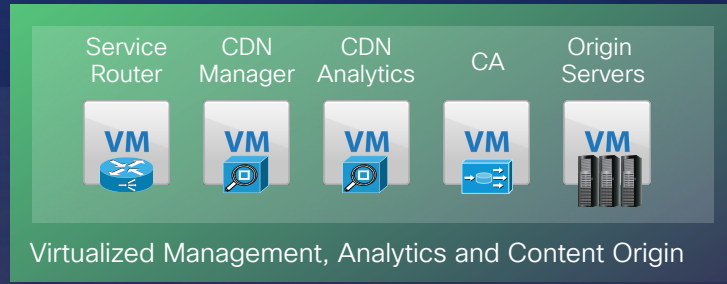 Service Router
CDN Manager
CDN Analytics
CA
Origin Servers
VM
VM
VM
VM
VM
Virtualized Management, Analytics and Content Origin